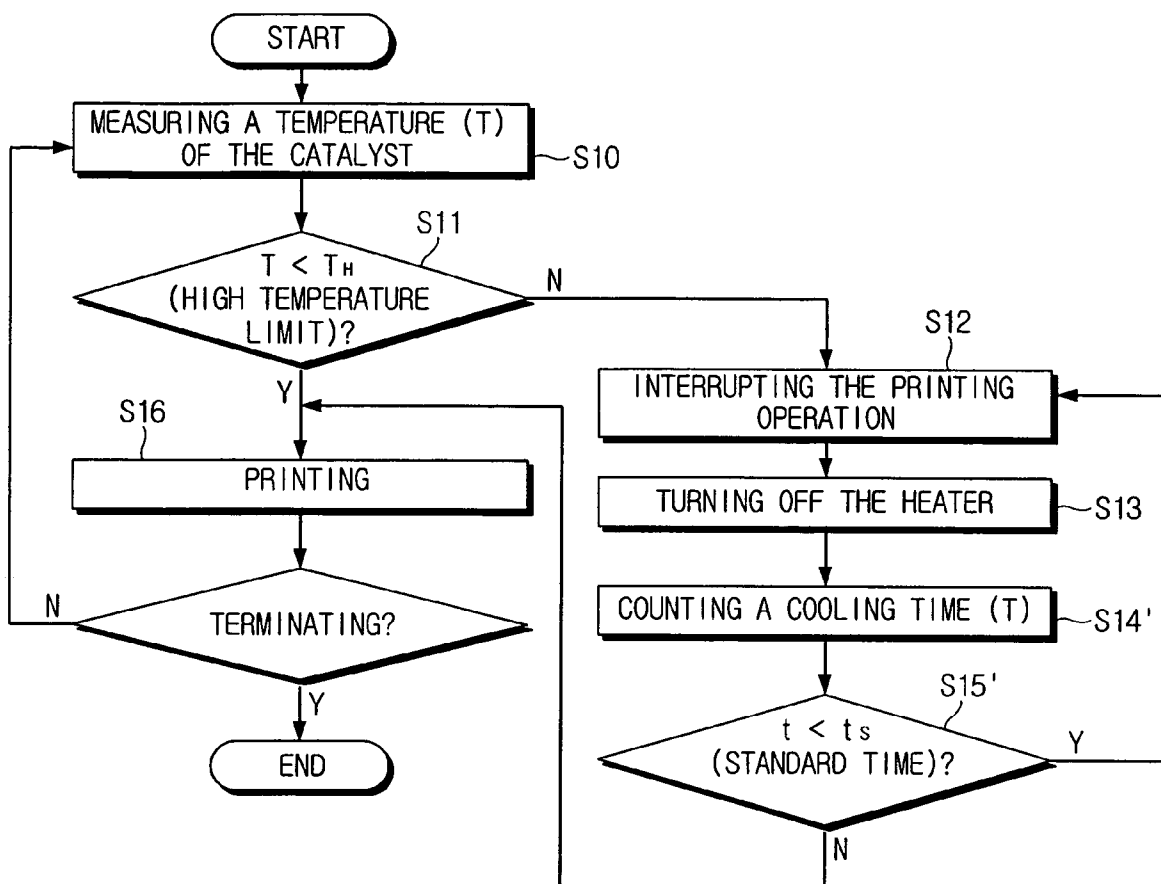 START
MEASURING A TEMPERATURE (T)
OF THE CATALYST
S10
S11
T < TH
(HIGH TEMPERATURE
LIMIT)?
N
Y
S12
INTERRUPTING THE PRINTING
OPERATION
S16
PRINTING
TURNING OFF THE HEATER
S13
COUNTING A COOLING TIME (T)
S14'
N
TERMINATING?
Y
END
S15'
t < ts
(STANDARD TIME)?
Y
N